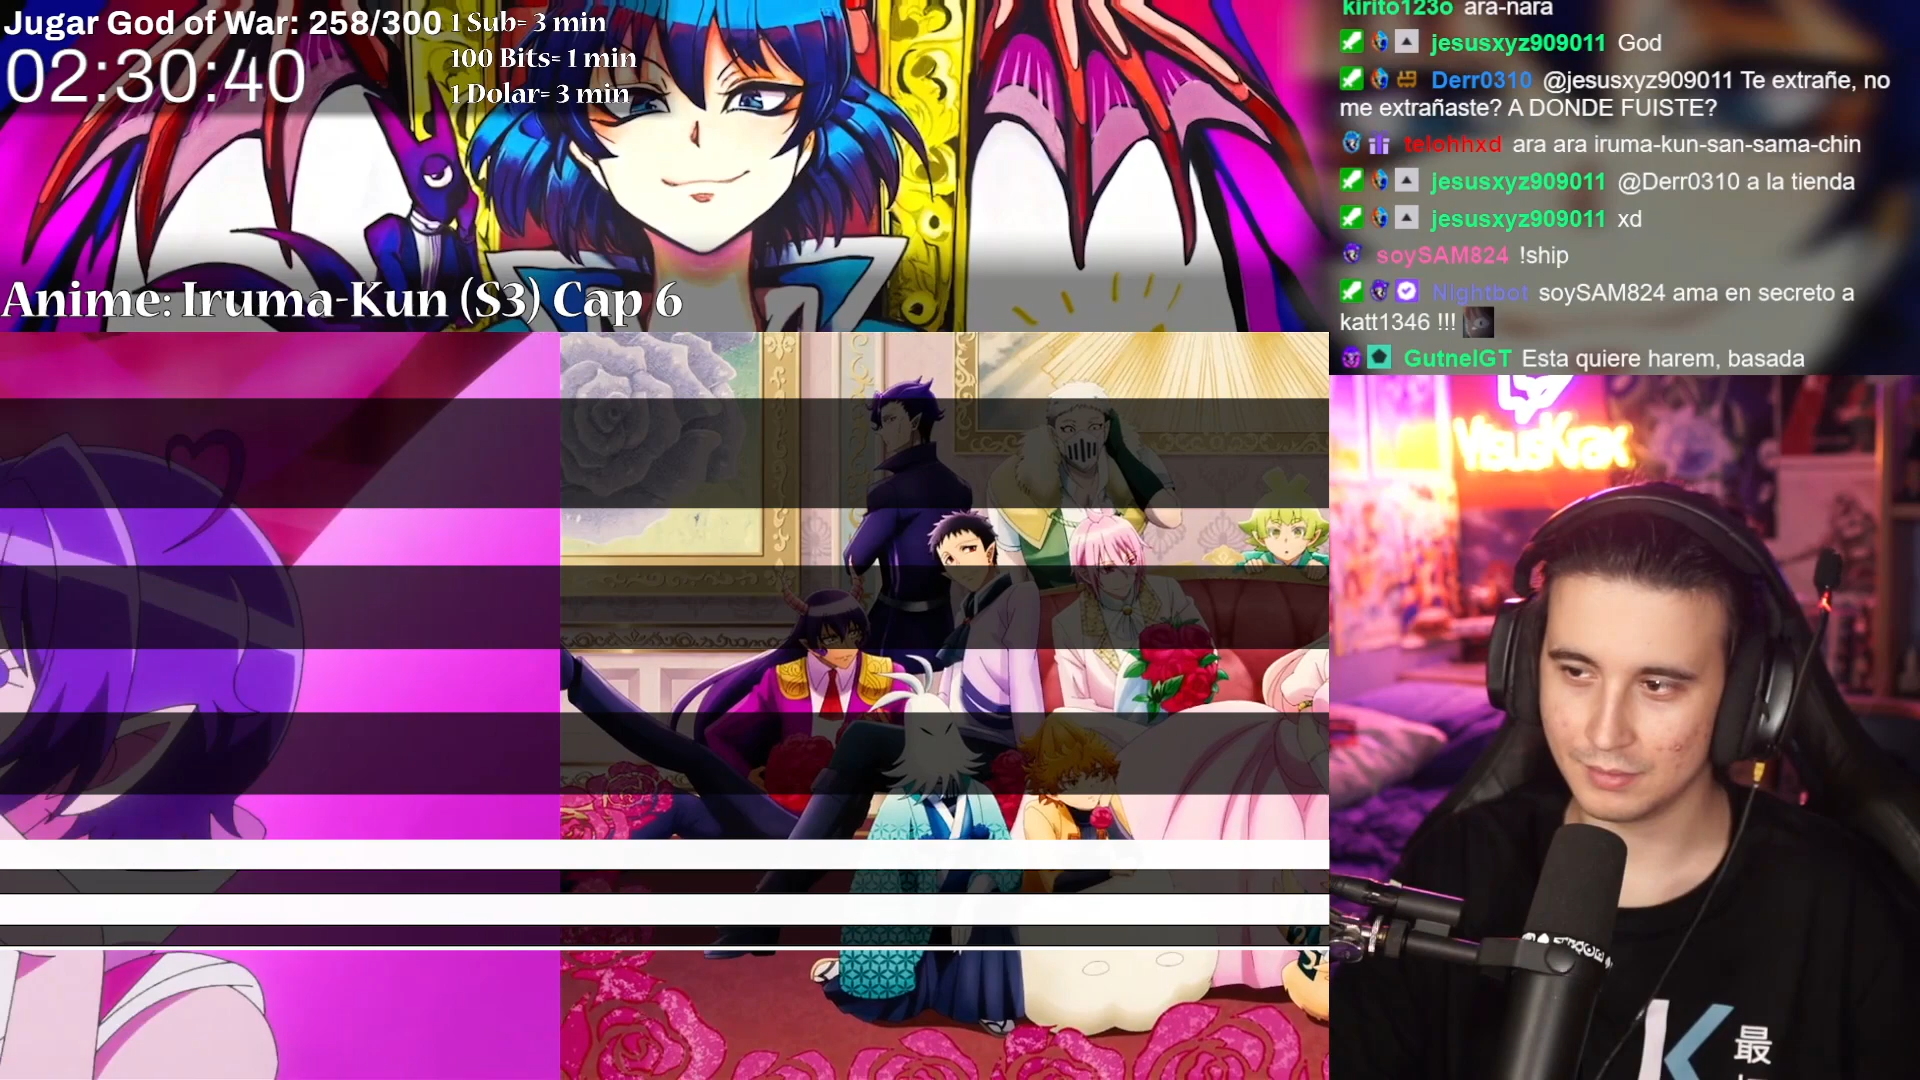 Jugar God of War: 258/300
02:30:40
1 Sub= 3 min
100 Bits= 1 min
1 Dolar= 3 min
Anime: Iruma-Kun (S3) Cap 6
kirito123o ara-nara
jesusxyz909011 God
Derr0310 @jesusxyz909011 Te extrañe, no
me extrañaste? A DONDE FUISTE?
telohhxd ara ara iruma-kun-san-sama-chin
jesusxyz909011 @Derr0310 a la tienda
jesusxyz909011 xd
soySAM824 !ship
Nightbot soySAM824 ama en secreto a
katt1346 !!!
GutnelGT Esta quiere harem, basada
VisusKrax
K 最